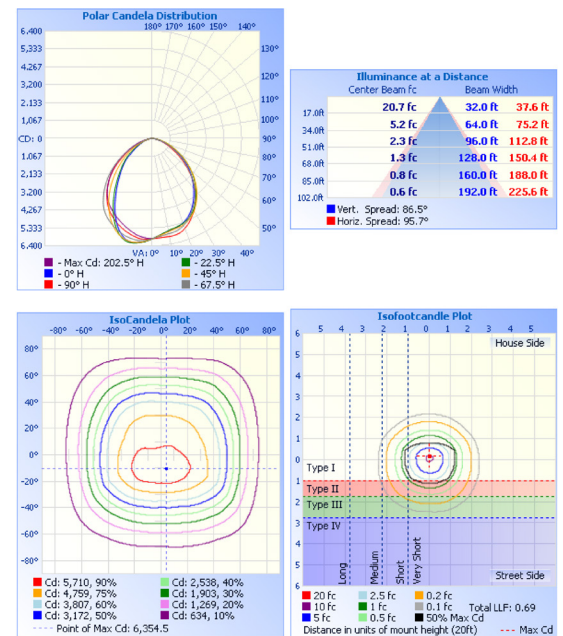 Polar Candela Distribution
180° 170° 160° 150° 140°
6,400
5,333
4,267
3,200
2,133
1,067
CD: 0
1,067
2,133
3,200
4,267
5,333
6,400
130°
120°
110°
100°
90°
80°
70°
60°
50°
VA: 0° 10° 20° 30° 40°
- Max Cd: 202.5° H
- 22.5° H
- 0° H
- 45° H
- 90° H
- 67.5° H
Illuminance at a Distance
Center Beam fc
Beam Width
17.0ft 20.7 fc 32.0 ft 37.6 ft
34.0ft 5.2 fc 64.0 ft 75.2 ft
51.0ft 2.3 fc 96.0 ft 112.8 ft
68.0ft 1.3 fc 128.0 ft 150.4 ft
85.0ft 0.8 fc 160.0 ft 188.0 ft
102.0ft 0.6 fc 192.0 ft 225.6 ft
Vert. Spread: 86.5°
Horiz. Spread: 95.7°
IsoCandela Plot
-80° -60° -40° -20° 0° 20° 40° 60° 80°
80°
60°
40°
20°
0°
-20°
-40°
-60°
-80°
Cd: 5,710, 90%
Cd: 2,538, 40%
Cd: 4,759, 75%
Cd: 1,903, 30%
Cd: 3,807, 60%
Cd: 1,269, 20%
Cd: 3,172, 50%
Cd: 634, 10%
Point of Max Cd: 6,354.5
Isofootcandle Plot
5 4 3 2 1 0 1 2 3 4 5
6
5
4
3
2
1
0
1
2
3
4
5
6
House Side
Type I
Type II
Type III
Type IV
Long
Medium
Short
Very Short
Street Side
20 fc
2.5 fc
0.2 fc
10 fc
1 fc
0.1 fc
Total LLF: 0.69
5 fc
0.5 fc
50% Max Cd
Distance in units of mount height (20ft)
Max Cd